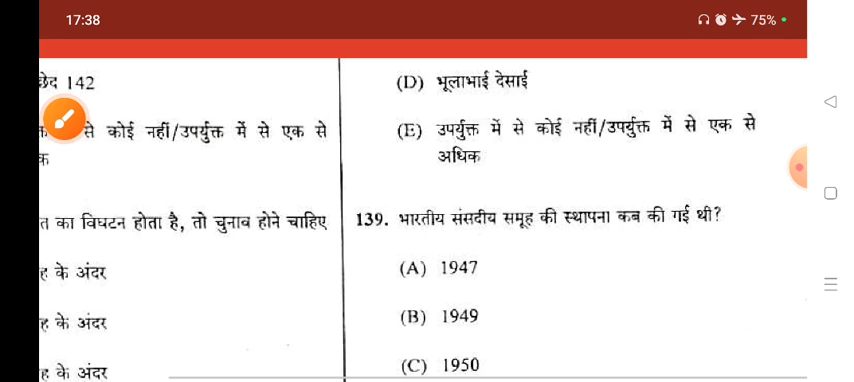 17:38
75%
छेद 142
से कोई नहीं/उपर्युक्त में से एक से
क
त का विघटन होता है, तो चुनाव होने चाहिए
ह के अंदर
ह के अंदर
ह के अंदर
(D) भूलाभाई देसाई
(E) उपर्युक्त में से कोई नहीं/उपर्युक्त में से एक से
अधिक
139. भारतीय संसदीय समूह की स्थापना कब की गई थी?
(A) 1947
(B) 1949
(C) 1950